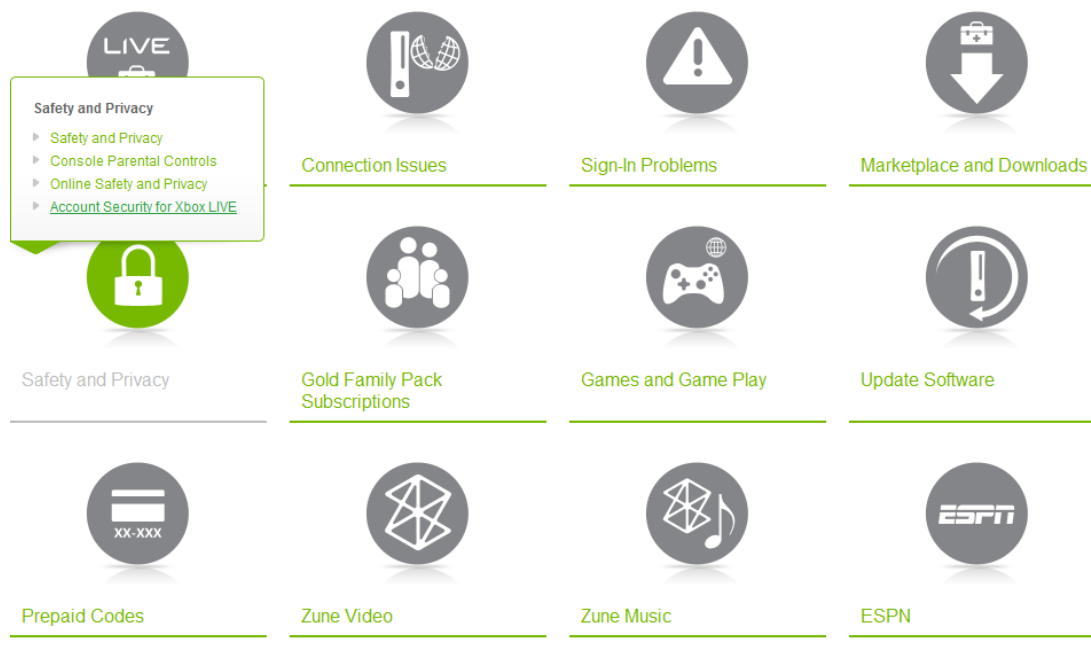 LIVE
Safety and Privacy
Safety and Privacy
Console Parental Controls
Online Safety and Privacy
Account Security for Xbox LIVE
Connection Issues
Sign-In Problems
Marketplace and Downloads
Safety and Privacy
Gold Family Pack
Subscriptions
Games and Game Play
Update Software
XX-XXX
ESPN
Prepaid Codes
Zune Video
Zune Music
ESPN